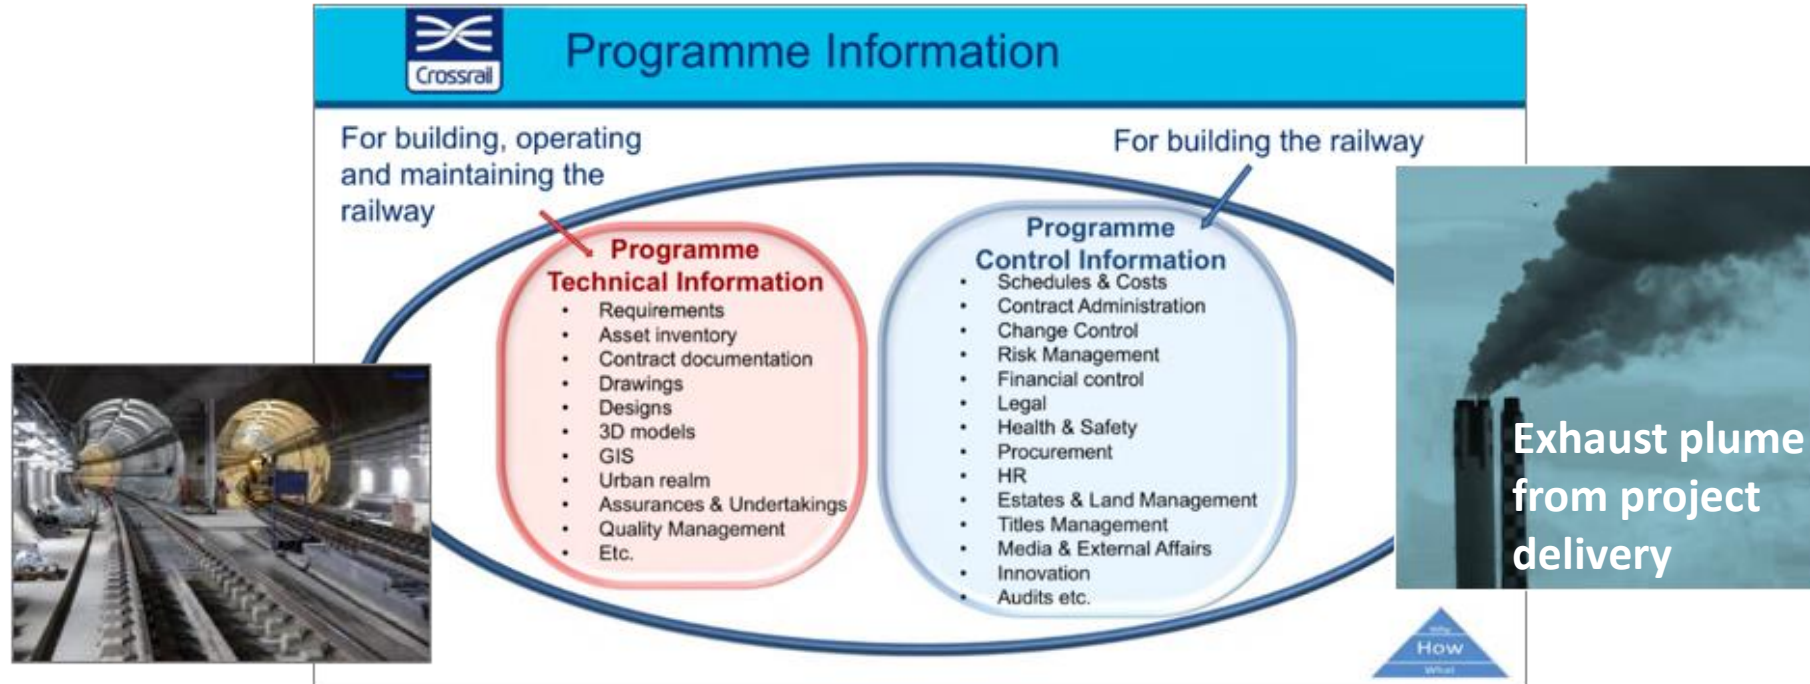 Crossrail
Programme Information
For building, operating
and maintaining the
railway
For building the railway
Programme
Technical Information
• Requirements
• Asset inventory
• Contract documentation
• Drawings
• Designs
• 3D models
• GIS
• Urban realm
• Assurances & Undertakings
• Quality Management
• Etc.
Programme
Control Information
• Schedules & Costs
• Contract Administration
• Change Control
• Risk Management
• Financial control
• Legal
• Health & Safety
• Procurement
• HR
• Estates & Land Management
• Titles Management
• Media & External Affairs
• Innovation
• Audits etc.
Exhaust plume
from project
delivery
Why
How
What